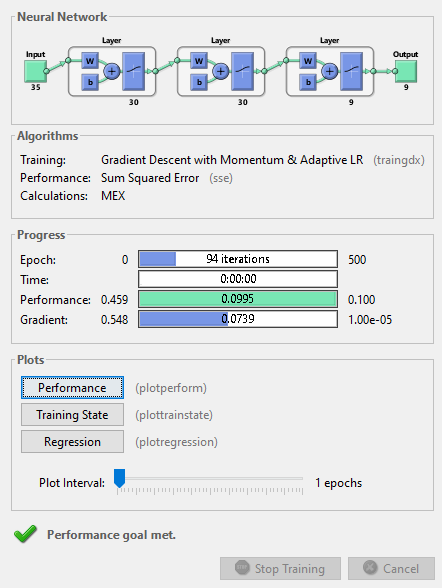 Neural Network
Layer Layer Layer
Input W b + W b + W b + Output
35 30 30 9 9
Algorithms
Training: Gradient Descent with Momentum & Adaptive LR (traingdx)
Performance: Sum Squared Error (sse)
Calculations: MEX
Progress
Epoch: 0 94 iterations 500
Time: 0:00:00
Performance: 0.459 0.0995 0.100
Gradient: 0.548 0.0739 1.00e-05
Plots
Performance (plotperform)
Training State (plottrainstate)
Regression (plotregression)
Plot Interval: 1 epochs
Performance goal met.
Stop Training Cancel